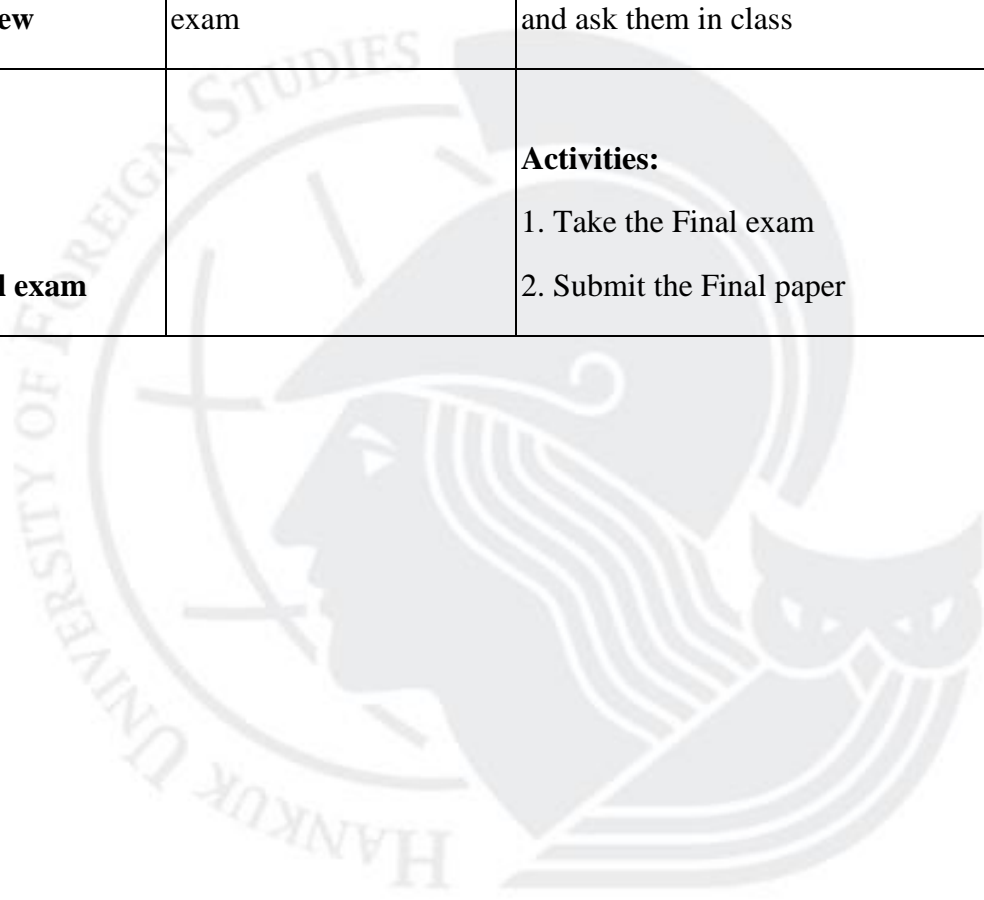 ew exam and ask them in class
Activities:
1. Take the Final exam
l exam 2. Submit the Final paper
HANKUK UNIVERSITY OF FOREIGN STUDIES